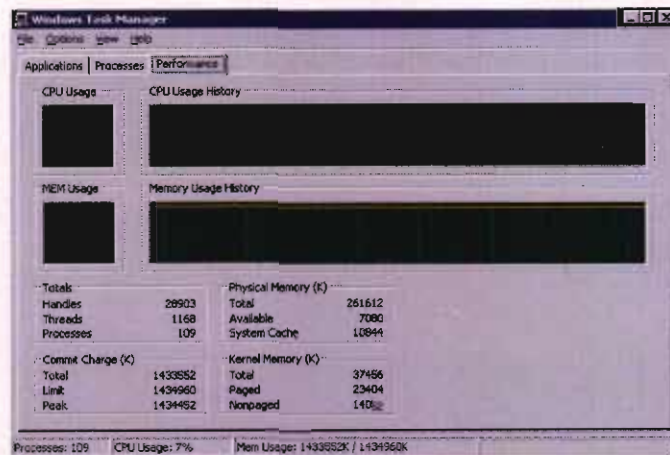 Windows Task Manager
File Options View Help
Applications Processes Performance
CPU Usage CPU Usage History
MEM Usage Memory Usage History
Totals
Handles 28903
Threads 1168
Processes 109
Physical Memory (K)
Total 261612
Available 7080
System Cache 10844
Commit Charge (K)
Total 1433552
Limit 1434960
Peak 1434452
Kernel Memory (K)
Total 37456
Paged 23404
Nonpaged 14052
Processes: 109 CPU Usage: 7% Mem Usage: 1433552K / 1434960K